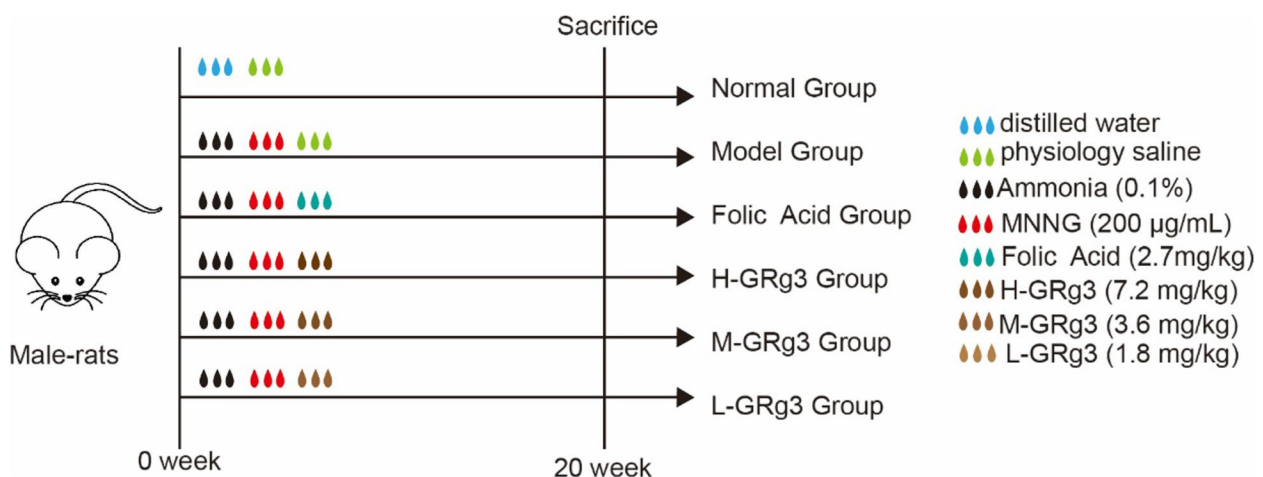 Sacrifice
Normal Group
Model Group
Folic Acid Group
H-GRg3 Group
M-GRg3 Group
L-GRg3 Group
Male-rats
0 week
20 week
distilled water
physiology saline
Ammonia (0.1%)
MNNG (200 µg/mL)
Folic Acid (2.7mg/kg)
H-GRg3 (7.2 mg/kg)
M-GRg3 (3.6 mg/kg)
L-GRg3 (1.8 mg/kg)